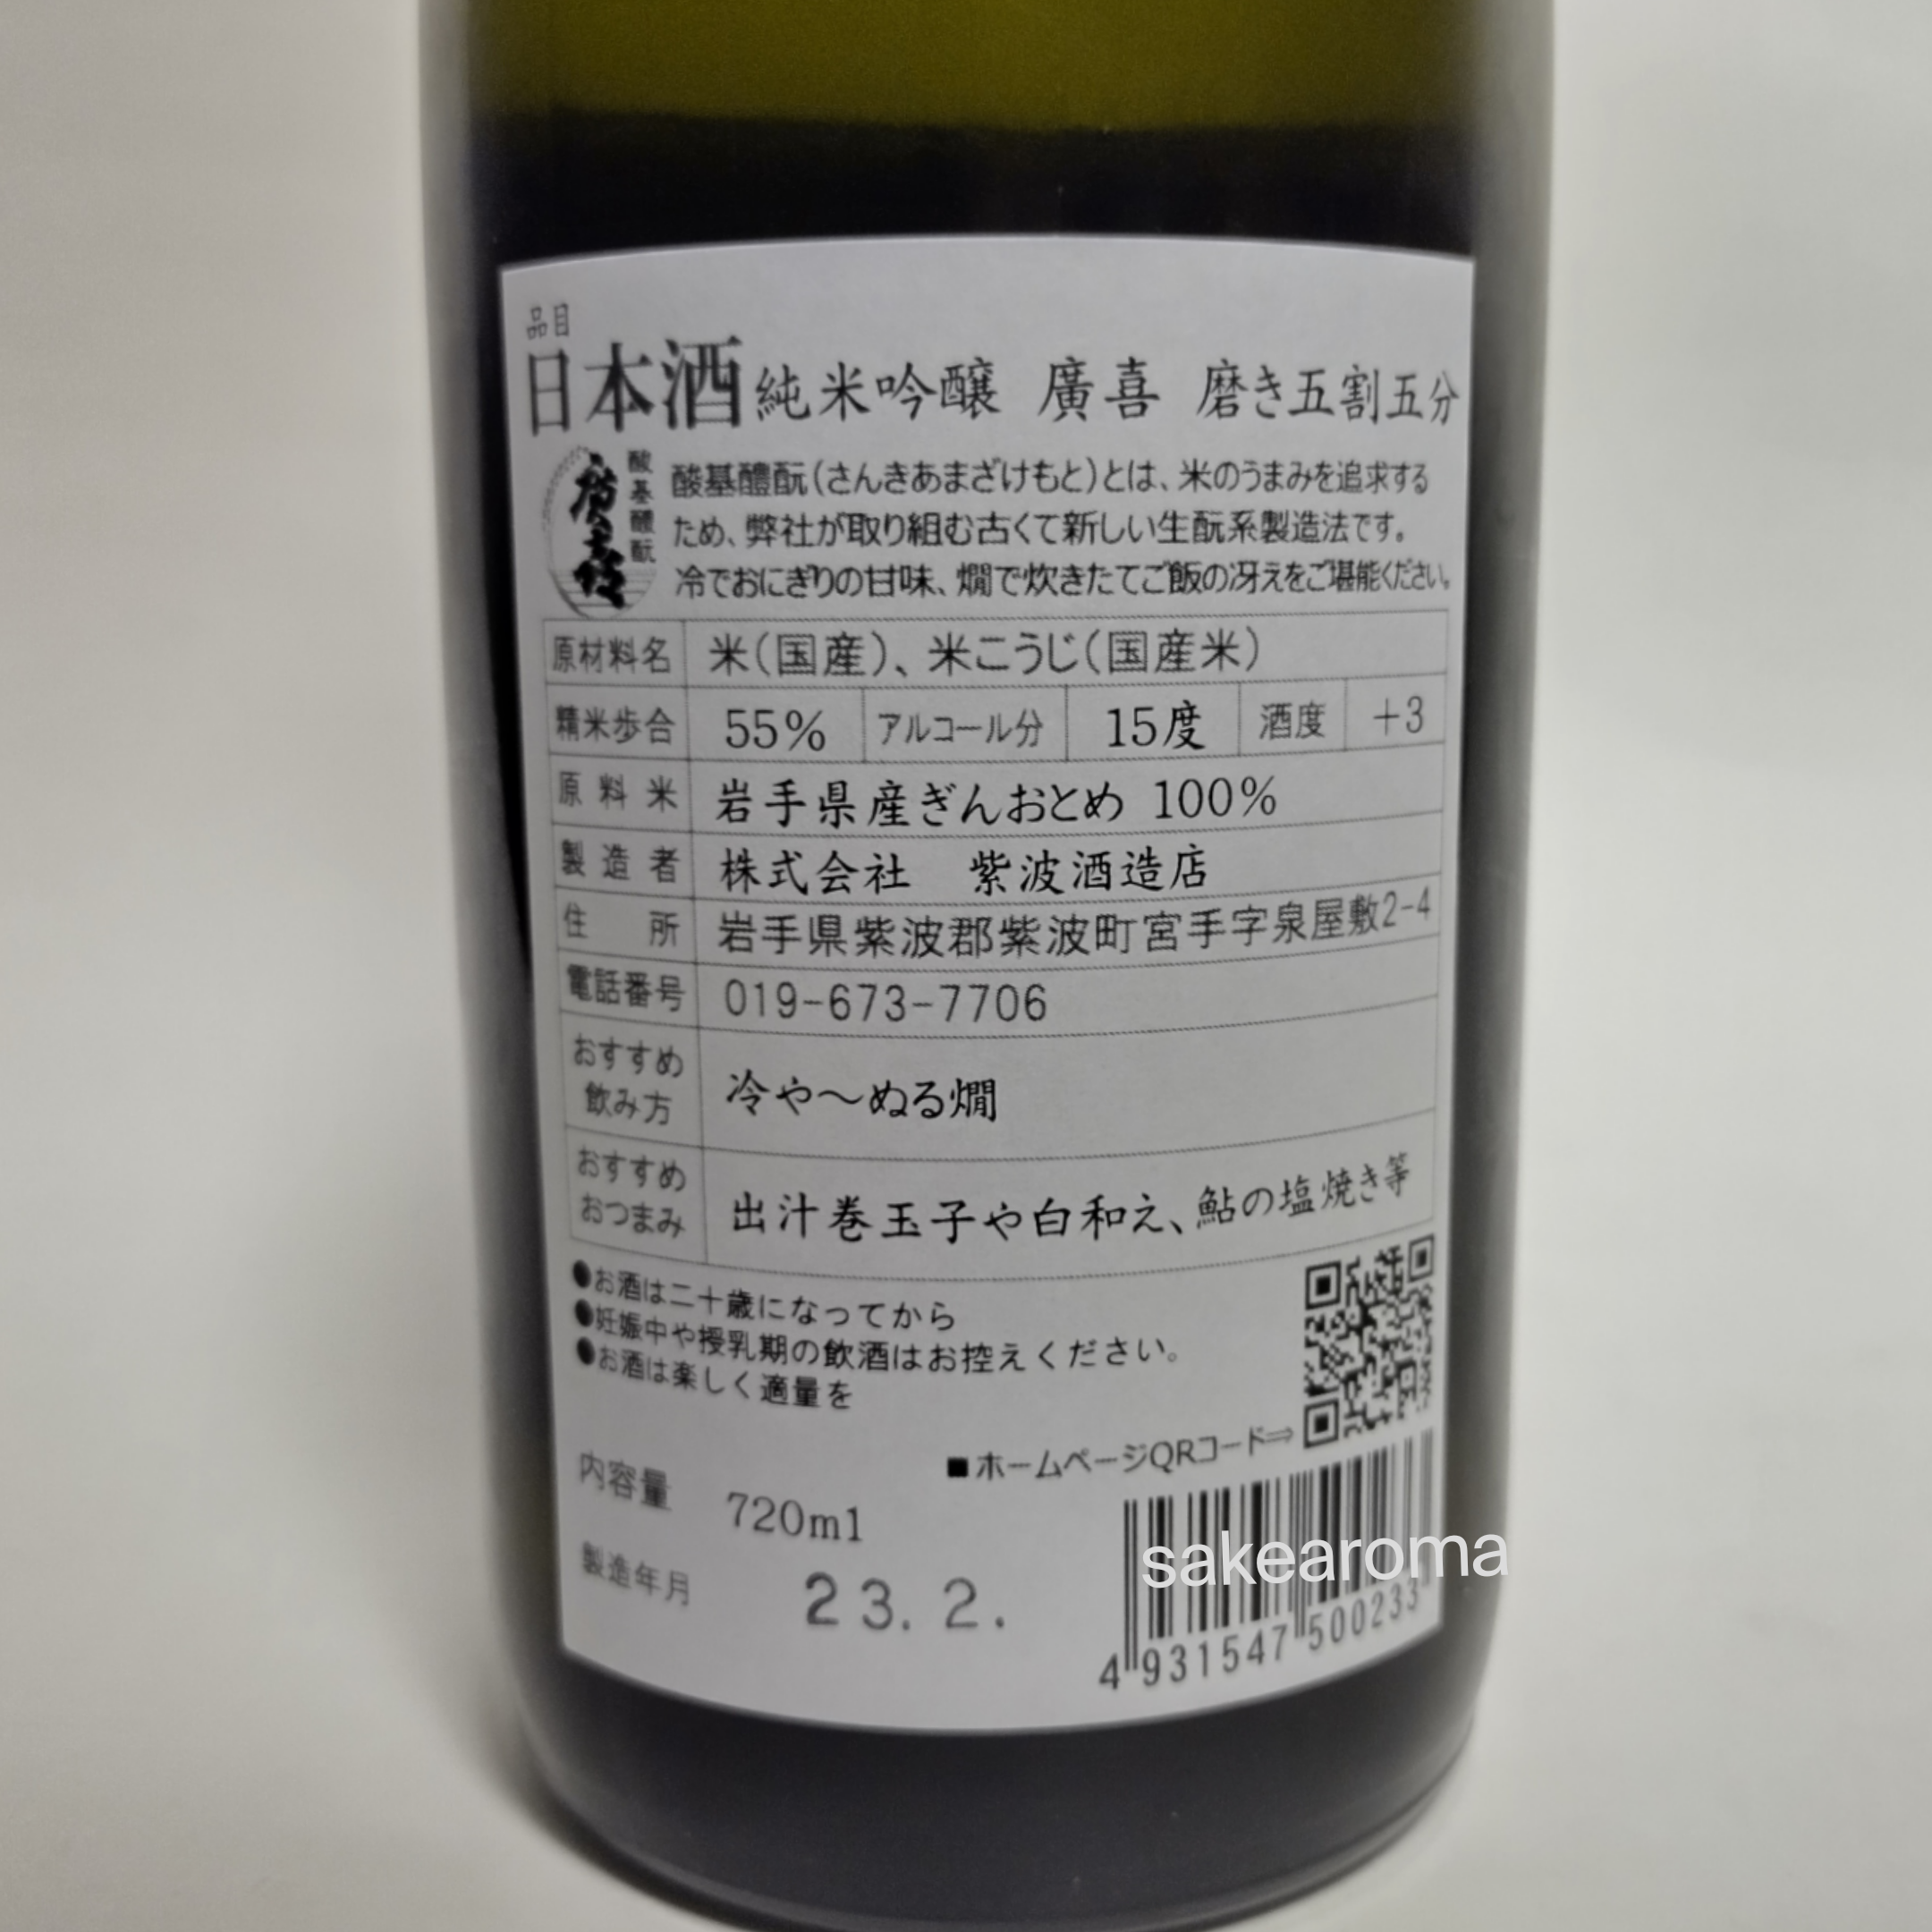 品目
日本酒 純米吟醸 廣喜 磨き五割五分
廣喜
酸基醴酛
酸基醴酛(さんきあまざけもと)とは、米のうまみを追求する
ため、弊社が取り組む古くて新しい生酛系製造法です。
冷でおにぎりの甘味、燗で炊きたてご飯の冴えをご堪能ください。
原材料名 米(国産)、米こうじ(国産米)
精米歩合 55% アルコール分 15度 酒度 +3
原料米 岩手県産ぎんおとめ 100%
製造者 株式会社 紫波酒造店
住所 岩手県紫波郡紫波町宮手字泉屋敷2-4
電話番号 019-673-7706
おすすめ
飲み方
冷や〜ぬる燗
おすすめ
おつまみ
出汁巻玉子や白和え、鮎の塩焼き等
●お酒は二十歳になってから
●妊娠中や授乳期の飲酒はお控えください。
●お酒は楽しく適量を
■ホームページQRコード⇒
内容量 720ml
製造年月 23.2.
sakearoma
4 931547 500233